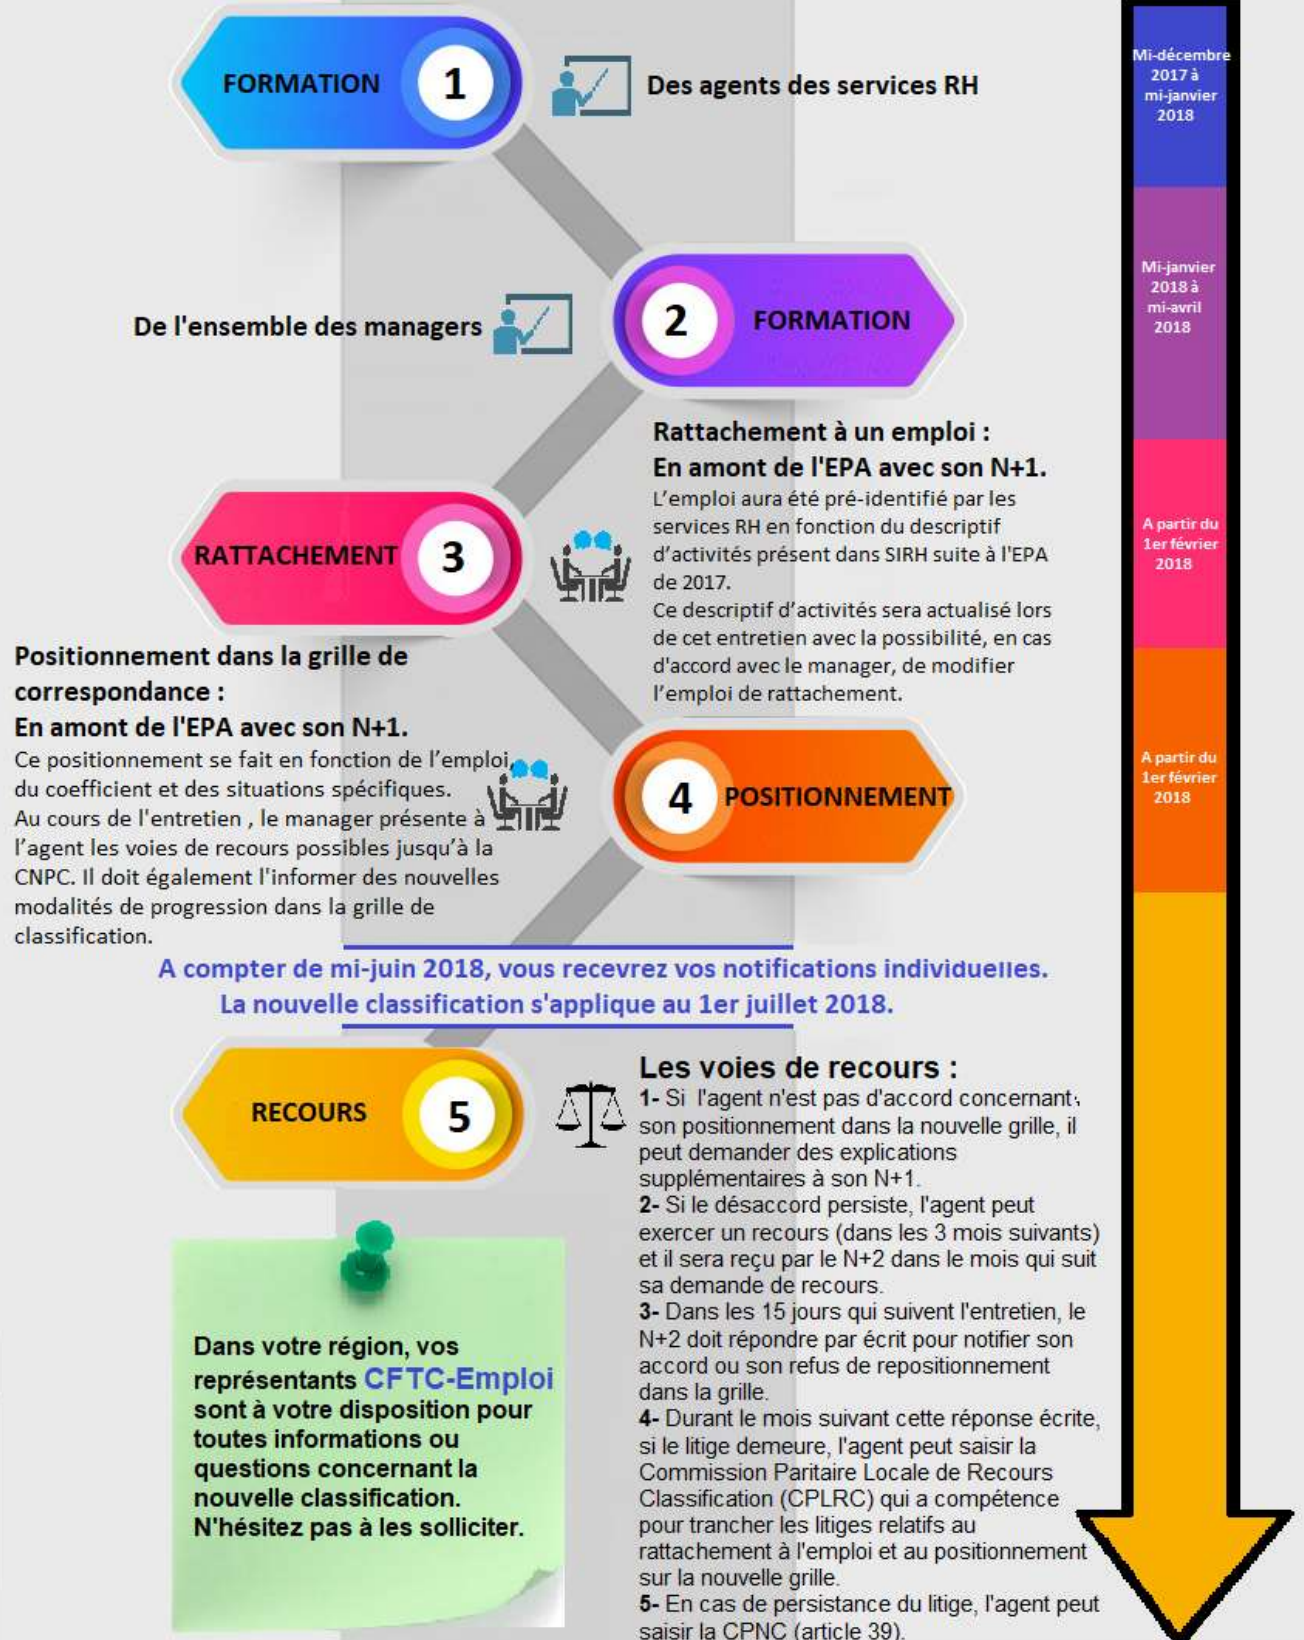 FORMATION 1
Des agents des services RH
Mi-décembre
2017 à
mi-janvier
2018
De l'ensemble des managers
2 FORMATION
Mi-janvier
2018 à
mi-avril
2018
RATTACHEMENT 3
Rattachement à un emploi :
En amont de l'EPA avec son N+1.
L'emploi aura été pré-identifié par les
services RH en fonction du descriptif
d'activités présent dans SIRH suite à l'EPA
de 2017.
Ce descriptif d'activités sera actualisé lors
de cet entretien avec la possibilité, en cas
d'accord avec le manager, de modifier
l'emploi de rattachement.
A partir du
1er février
2018
Positionnement dans la grille de
correspondance :
En amont de l'EPA avec son N+1.
Ce positionnement se fait en fonction de l'emploi,
du coefficient et des situations spécifiques.
Au cours de l'entretien , le manager présente à
l'agent les voies de recours possibles jusqu'à la
CNPC. Il doit également l'informer des nouvelles
modalités de progression dans la grille de
classification.
4 POSITIONNEMENT
A partir du
1er février
2018
A compter de mi-juin 2018, vous recevrez vos notifications individuelles.
La nouvelle classification s'applique au 1er juillet 2018.
RECOURS 5
Les voies de recours :
1- Si l'agent n'est pas d'accord concernant
son positionnement dans la nouvelle grille, il
peut demander des explications
supplémentaires à son N+1.
2- Si le désaccord persiste, l'agent peut
exercer un recours (dans les 3 mois suivants)
et il sera reçu par le N+2 dans le mois qui suit
sa demande de recours.
3- Dans les 15 jours qui suivent l'entretien, le
N+2 doit répondre par écrit pour notifier son
accord ou son refus de repositionnement
dans la grille.
4- Durant le mois suivant cette réponse écrite,
si le litige demeure, l'agent peut saisir la
Commission Paritaire Locale de Recours
Classification (CPLRC) qui a compétence
pour trancher les litiges relatifs au
rattachement à l'emploi et au positionnement
sur la nouvelle grille.
5- En cas de persistance du litige, l'agent peut
saisir la CPNC (article 39).
Dans votre région, vos
représentants CFTC-Emploi
sont à votre disposition pour
toutes informations ou
questions concernant la
nouvelle classification.
N'hésitez pas à les solliciter.